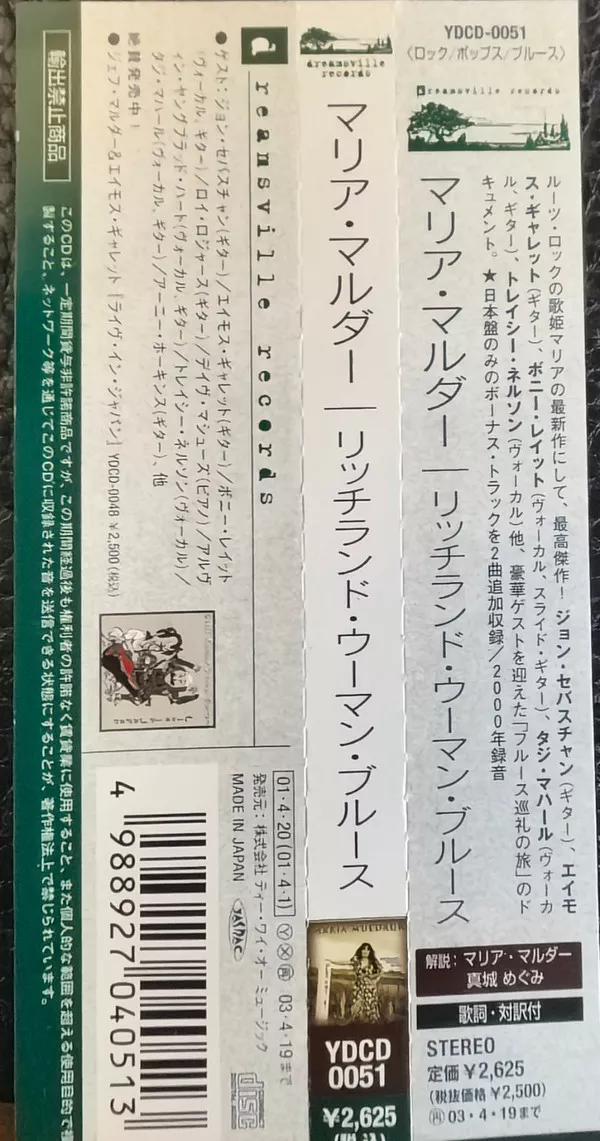 YDCD-0051
〈ロック/ポップス/ブルース〉
dreamsville records
ルーツ・ロックの歌姫マリアの最新作にして、最高傑作！ ジョン・セバスチャン(ギター)、エイモ
ス・ギャレット(ギター)、ボニー・レイット(ヴォーカル、スライド・ギター)、タジ・マハール(ヴォーカ
ル、ギター)、トレイシー・ネルソン(ヴォーカル)他、豪華ゲストを迎えた「ブルース巡礼の旅」のド
キュメント。★日本盤のみのボーナス・トラックを2曲追加収録/2000年録音
マリア・マルダー｜リッチランド・ウーマン・ブルース
解説：マリア・マルダー
真城 めぐみ
歌詞・対訳付
STEREO
定価￥2,625
(税抜価格￥2,500)
再03・4・19まで
dreamsville
records
マリア・マルダー｜リッチランド・ウーマン・ブルース
MARIA MULDAUR
YDCD
0051
￥2,625
(税込)
dreamsville records
●ゲスト：ジョン・セバスチャン(ギター)/エイモス・ギャレット(ギター)/ボニー・レイット
(ヴォーカル、ギター)/ロイ・ロジャース(ギター)/デイヴ・マシューズ(ピアノ)/アルヴ
ィン・ヤングブラッド・ハート(ヴォーカル、ギター)/トレイシー・ネルソン(ヴォーカル)/
タジ・マハール(ヴォーカル、ギター)/アーニー・ホーキンス(ギター)、他
絶賛発売中！
●ジェフ・マルダー&エイモス・ギャレット「ライヴ・イン・ジャパン」YDCD-0048 ￥2,500(税込)
Live in Japan
01・4・20(01・4・1) Y X 再 03・4・19まで
発売元：株式会社 ディー・ワイ・オー ミュージック
MADE IN JAPAN JASRAC
disc
4 988927 040513
輸出禁止商品
このCDは、一定期間貸与非許諾商品ですが、この期間経過後も権利者の許諾なく賃貸業に使用すること、また個人的な範囲を超える使用目的で複
製すること、ネットワーク等を通じてこのCDに収録された音を送信できる状態にすることが、著作権法上で禁じられています。